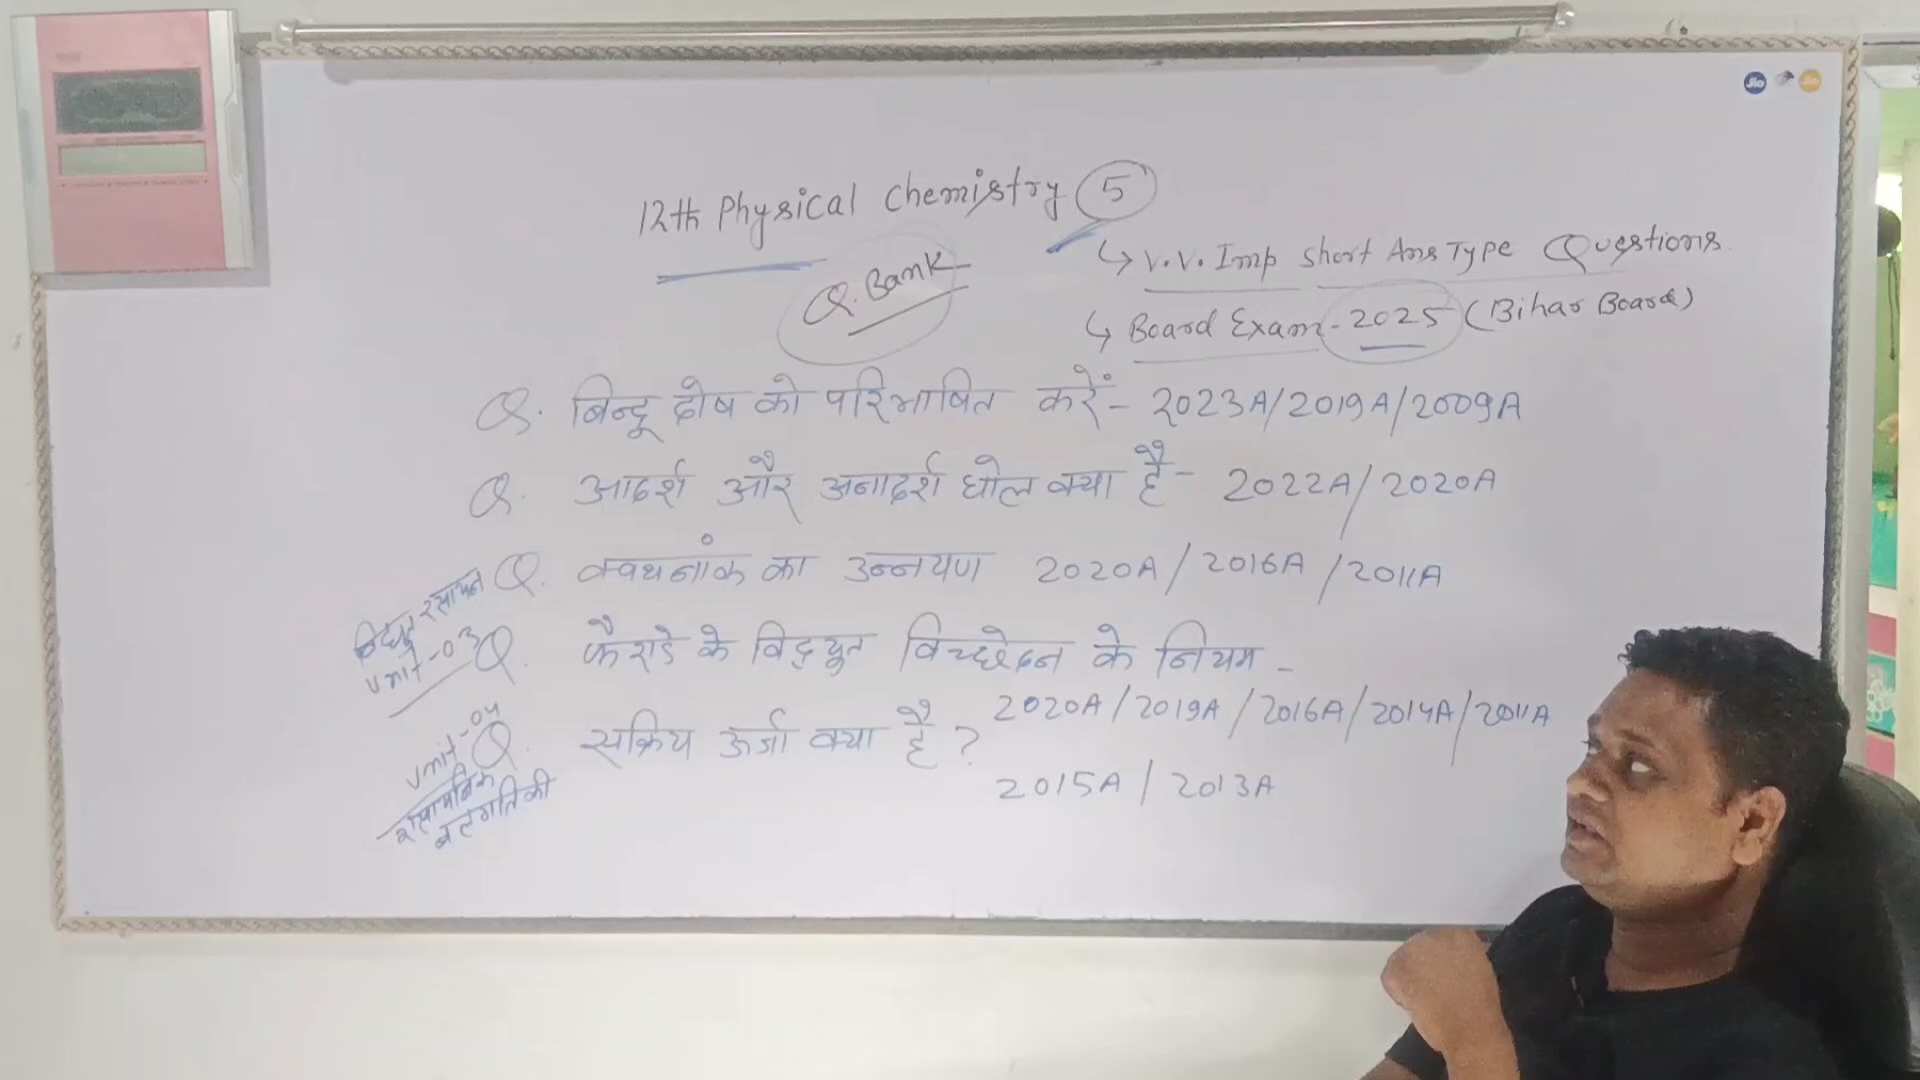 12th Physical Chemistry 5
Q. Bank
↳ V.V. Imp Short Ans Type Questions
↳ Board Exam - 2025 (Bihar Board)
Q. बिन्दू दोष को परिभाषित करें - 2023A/2019A/2009A
Q. आदर्श और अनादर्श घोल क्या है - 2022A/2020A
Q. क्वथनांक का उन्नयण 2020A/2016A/2011A
विद्युत रसायन
Unit-03
Q. फैराडे के विद्युत विच्छेदन के नियम -
2020A/2019A/2016A/2014A/2011A
Unit-04
Q. सक्रिय ऊर्जा क्या है ?
2015A/2013A
रासायनिक
बलगतिकी
Jio
Jio